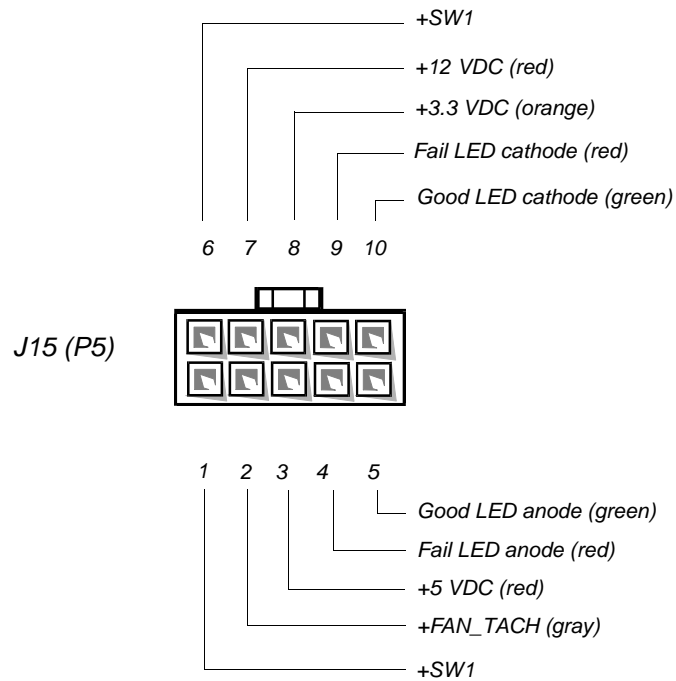 +SW1
+12 VDC (red)
+3.3 VDC (orange)
Fail LED cathode (red)
Good LED cathode (green)
6 7 8 9 10
J15 (P5)
1 2 3 4 5
Good LED anode (green)
Fail LED anode (red)
+5 VDC (red)
+FAN_TACH (gray)
+SW1